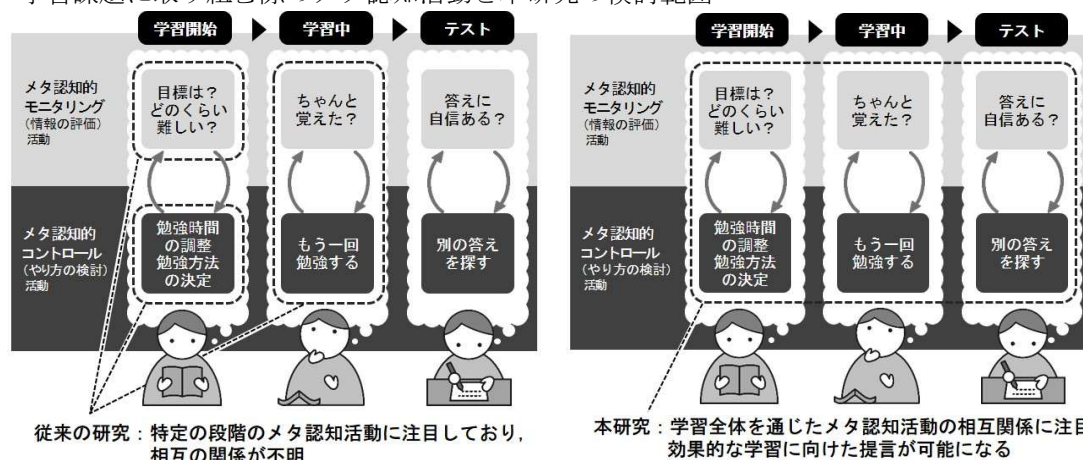 学習課題に取り組む際のメタ認知活動と本研究の検討範囲
学習開始
学習中
テスト
メタ認知的
モニタリング
(情報の評価)
活動
目標は?
どのくらい
難しい?
ちゃんと
覚えた?
答えに
自信ある?
メタ認知的
コントロール
(やり方の検討)
活動
勉強時間
の調整
勉強方法
の決定
もう一回
勉強する
別の答え
を探す
従来の研究:特定の段階のメタ認知活動に注目しており,
相互の関係が不明
学習開始
学習中
テスト
メタ認知的
モニタリング
(情報の評価)
活動
目標は?
どのくらい
難しい?
ちゃんと
覚えた?
答えに
自信ある?
メタ認知的
コントロール
(やり方の検討)
活動
勉強時間
の調整
勉強方法
の決定
もう一回
勉強する
別の答え
を探す
本研究:学習全体を通じたメタ認知活動の相互関係に注目
効果的な学習に向けた提言が可能になる